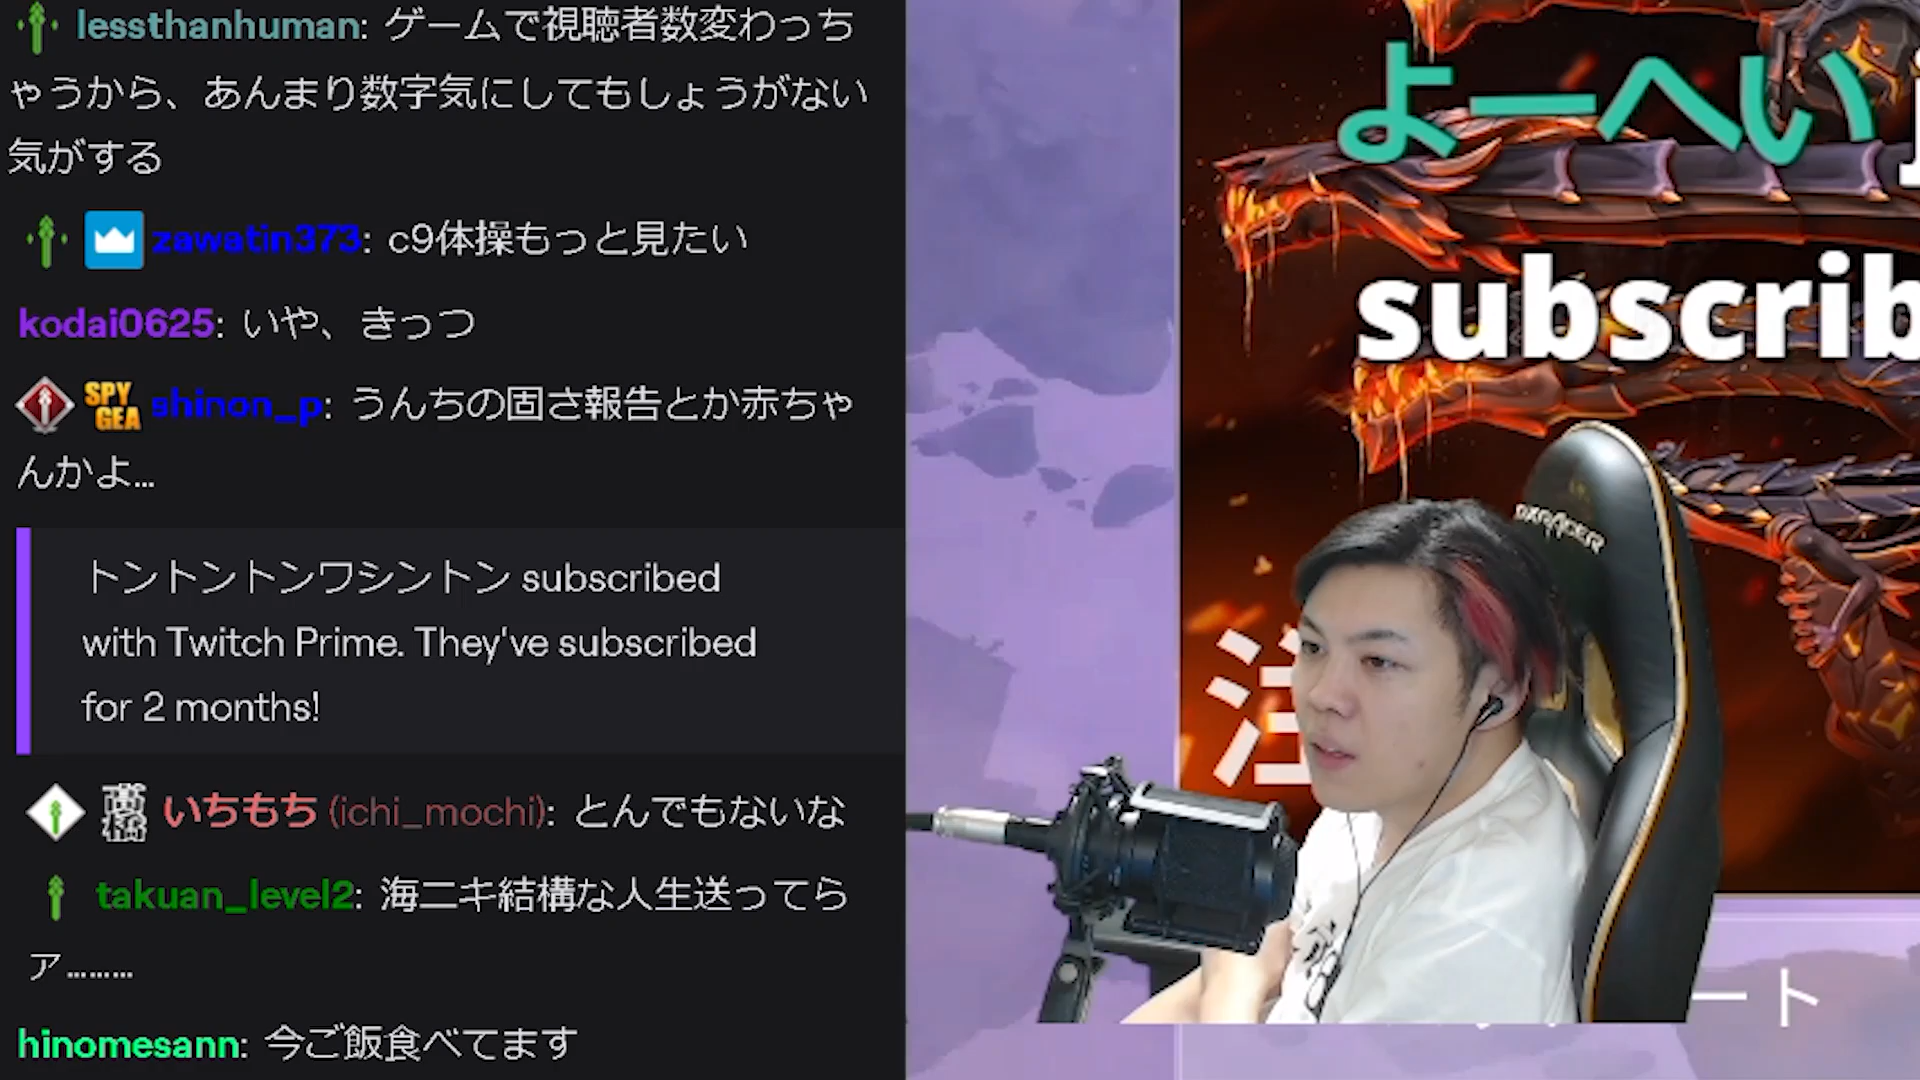 lessthanhuman: ゲームで視聴者数変わっち
ゃうから、あんまり数字気にしてもしょうがない
気がする
zawatin373: c9体操もっと見たい
kodai0625: いや、きっつ
SPY
GEA
shinon_p: うんちの固さ報告とか赤ちゃ
んかよ...
トントントンワシントン subscribed
with Twitch Prime. They've subscribed
for 2 months!
いちもち (ichi_mochi): とんでもないな
takuan_level2: 海ニキ結構な人生送ってら
ァ.........
hinomesann: 今ご飯食べてます
よーへい j
subscrib
DXRACER
注
ート